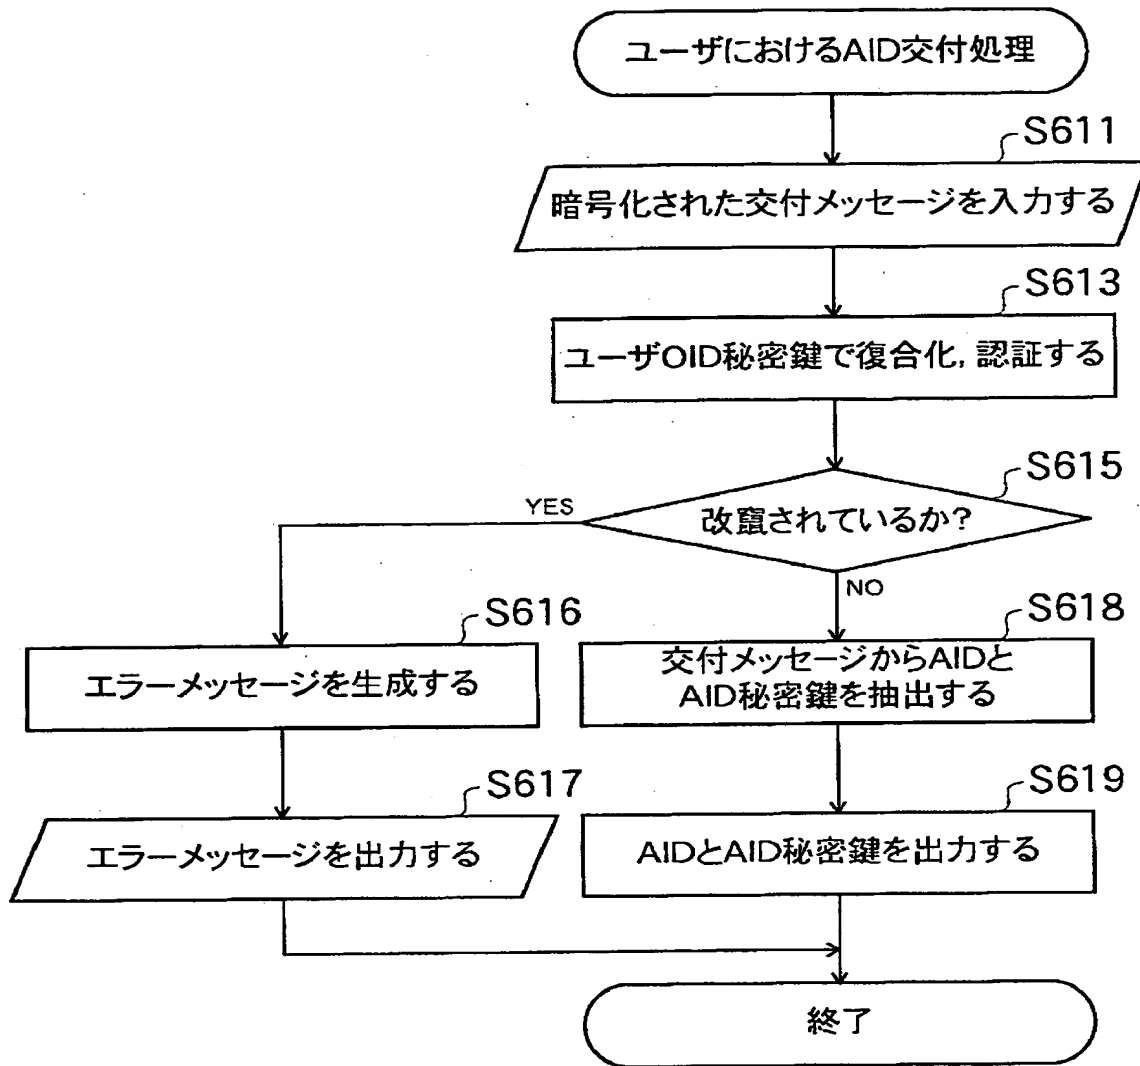 ユーザにおけるAID交付処理
S611
暗号化された交付メッセージを入力する
S613
ユーザOID秘密鍵で復合化, 認証する
S615
改竄されているか?
YES
NO
S616
エラーメッセージを生成する
S618
交付メッセージからAIDと
AID秘密鍵を抽出する
S617
エラーメッセージを出力する
S619
AIDとAID秘密鍵を出力する
終了